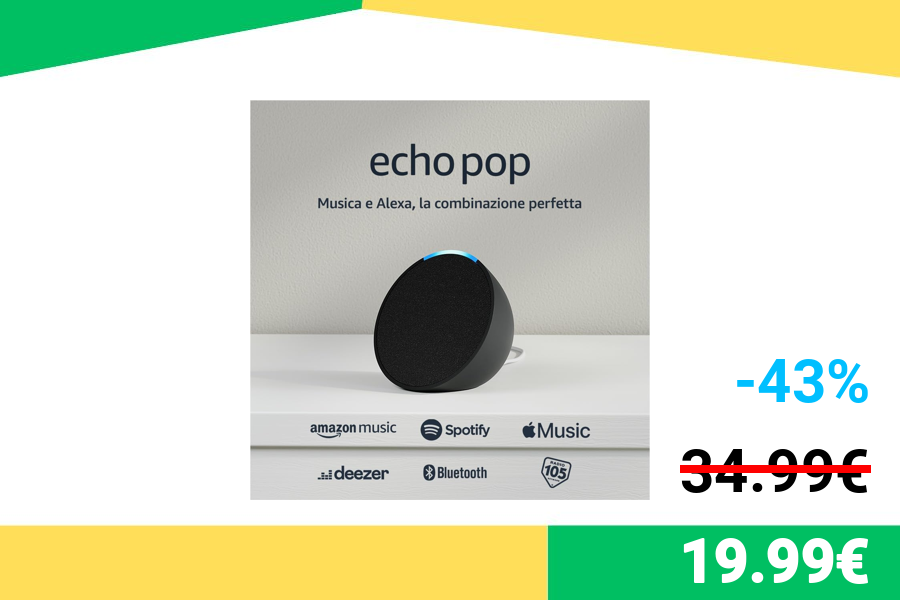 echo pop
Musica e Alexa, la combinazione perfetta
amazon music
Spotify
Music
deezer
Bluetooth
RADIO
105
-43%
34.99€
19.99€